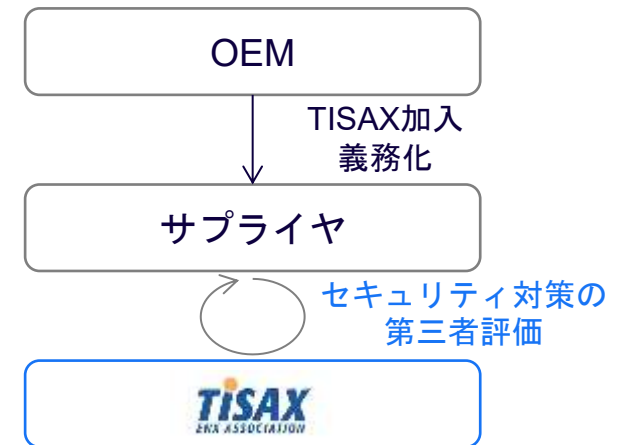 OEM
TISAX加入
義務化
サプライヤ
セキュリティ対策の
第三者評価
TISAX
ENX ASSOCIATION